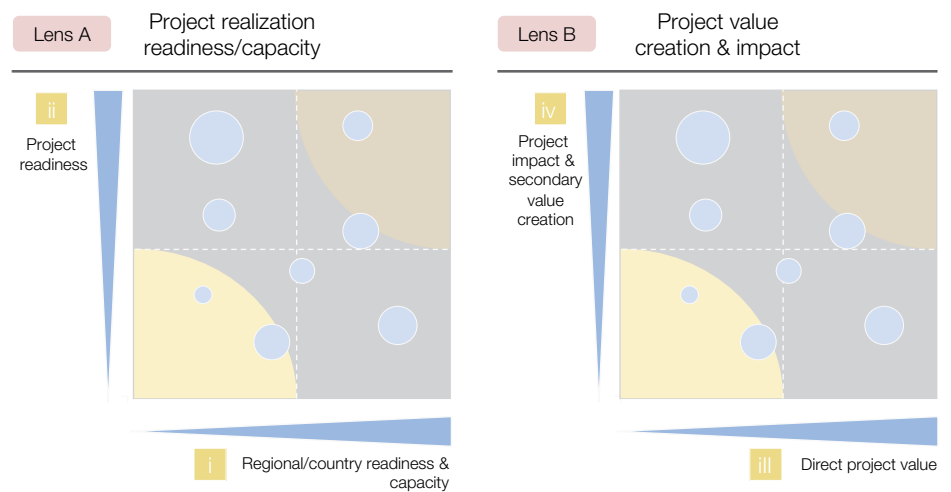 Lens A
Project realization
readiness/capacity
ii
Project
readiness
i
Regional/country readiness &
capacity
Lens B
Project value
creation & impact
iv
Project
impact &
secondary
value
creation
ill
Direct project value